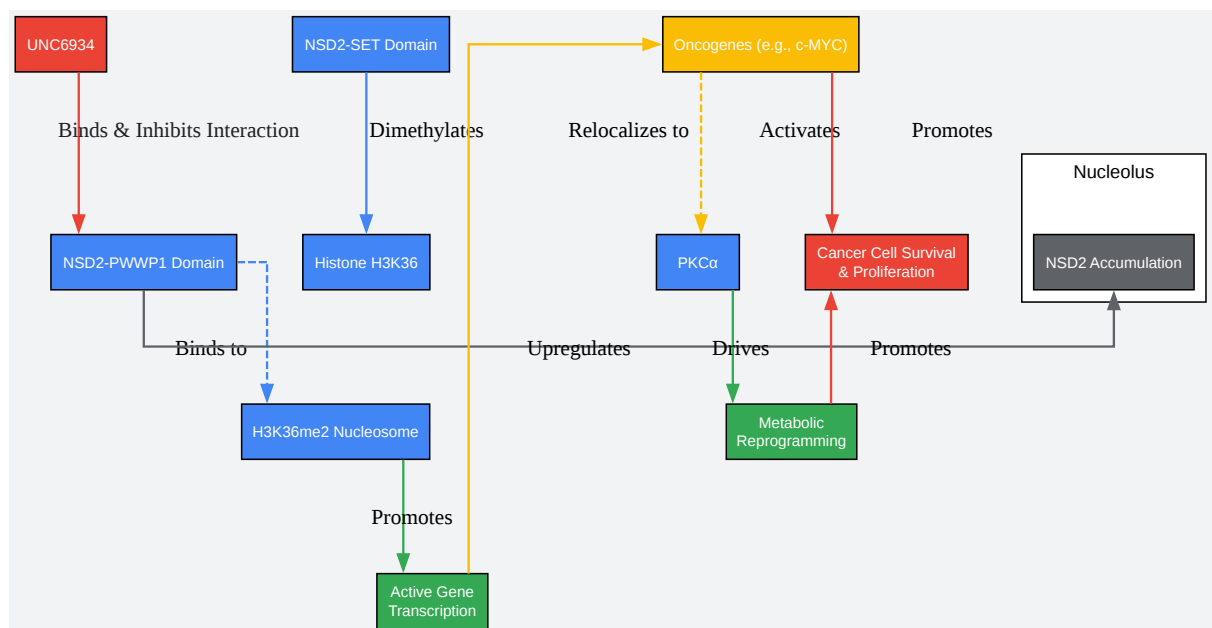 UNC6934
NSD2-SET Domain
Oncogenes (e.g., c-MYC)
Binds & Inhibits Interaction
Dimethylates
Relocalizes to
Activates
Promotes
Nucleolus
NSD2-PWWP1 Domain
Histone H3K36
PKCα
Cancer Cell Survival
& Proliferation
NSD2 Accumulation
Binds to
Upregulates
Drives
Promotes
H3K36me2 Nucleosome
Metabolic
Reprogramming
Promotes
Active Gene
Transcription